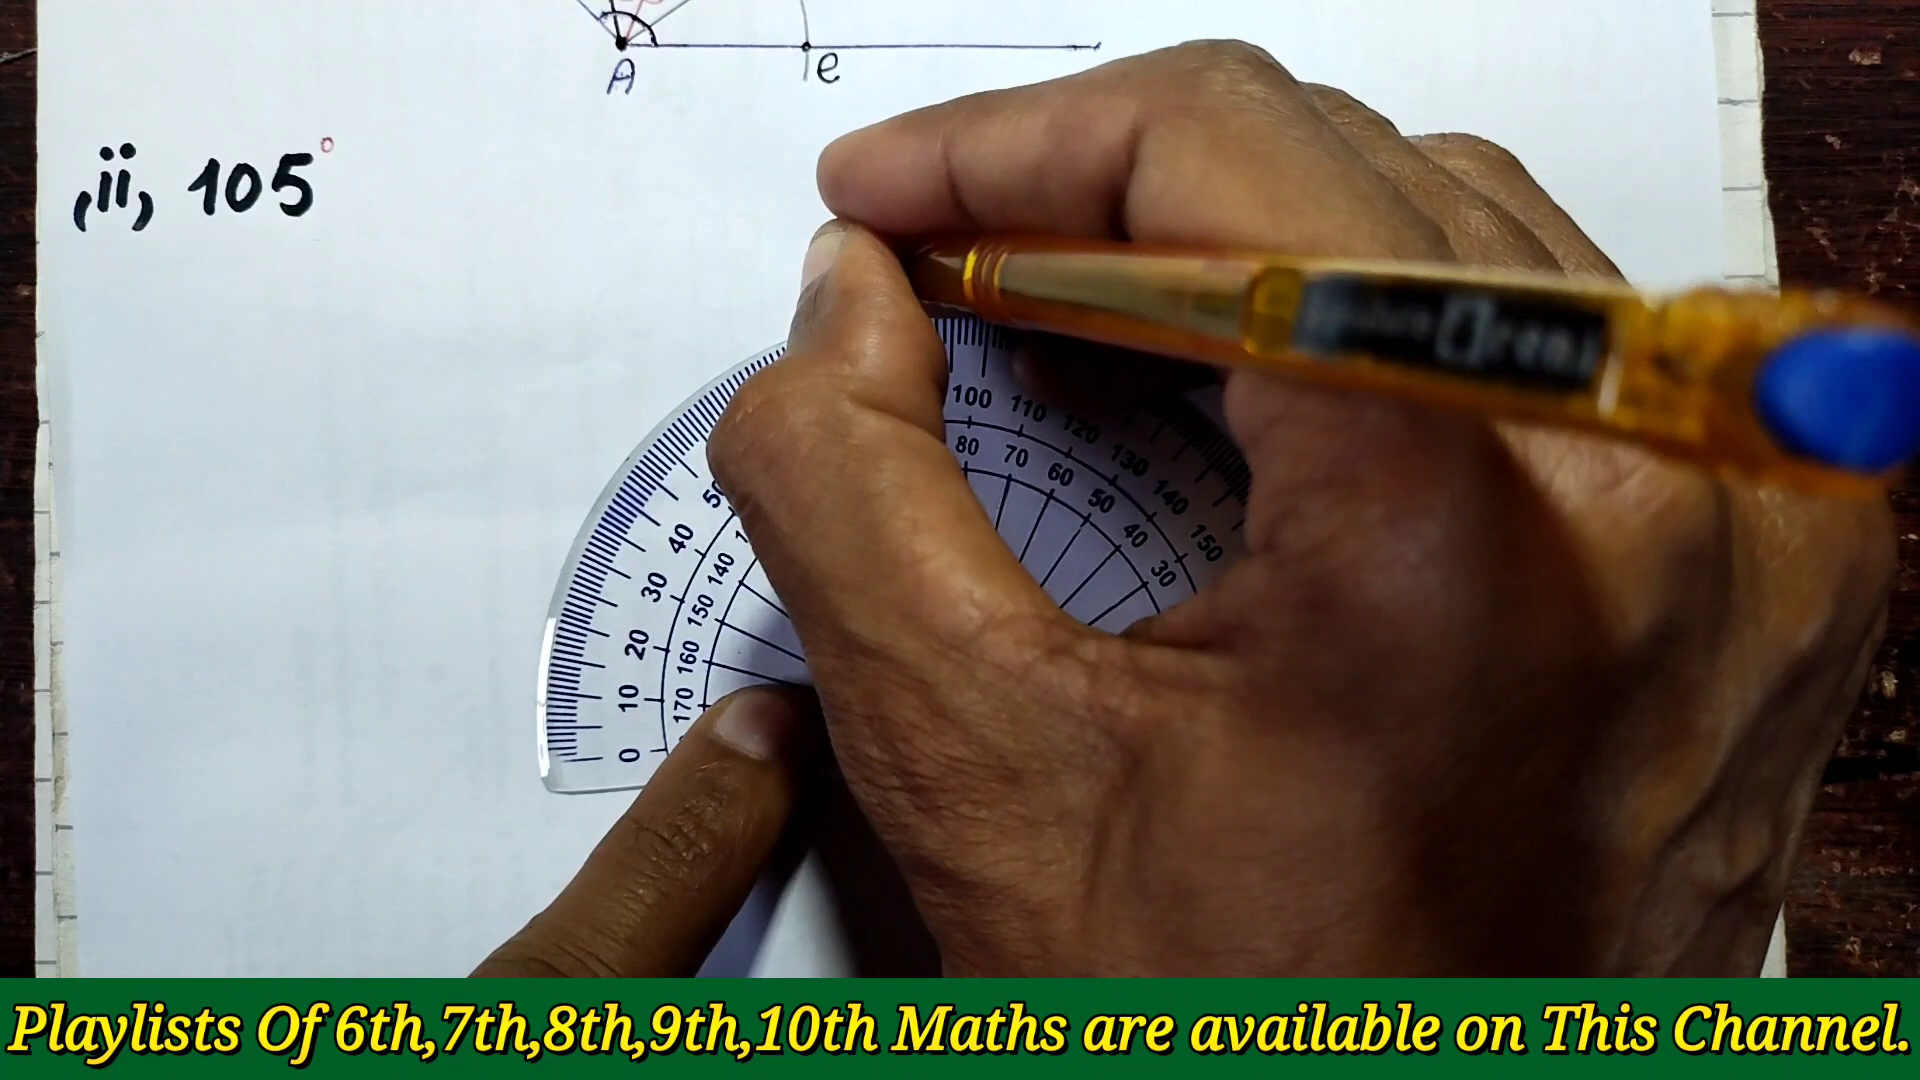 A
e
,ii, 105°
100 110 120 130 140 150
80 70 60 50 40 30
50 40 30 20 10 0
140 150 160 170
Playlists Of 6th,7th,8th,9th,10th Maths are available on This Channel.